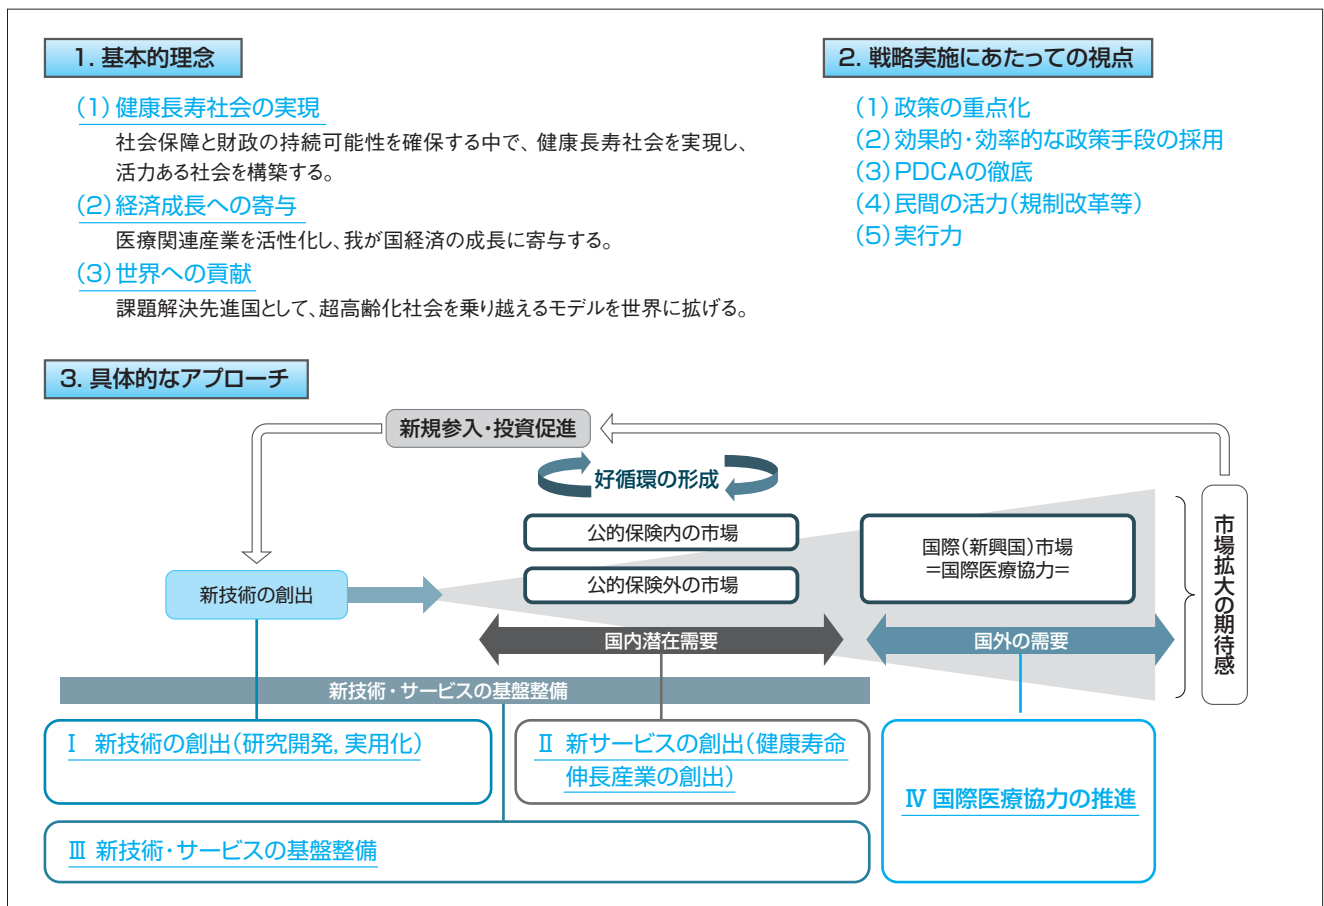 1. 基本的理念
(1)健康長寿社会の実現
社会保障と財政の持続可能性を確保する中で、健康長寿社会を実現し、
活力ある社会を構築する。
(2)経済成長への寄与
医療関連産業を活性化し、我が国経済の成長に寄与する。
(3)世界への貢献
課題解決先進国として、超高齢化社会を乗り越えるモデルを世界に拡げる。
2. 戦略実施にあたっての視点
(1)政策の重点化
(2)効果的・効率的な政策手段の採用
(3)PDCAの徹底
(4)民間の活力(規制改革等)
(5)実行力
3. 具体的なアプローチ
新規参入・投資促進
好循環の形成
公的保険内の市場
公的保険外の市場
国際(新興国)市場
=国際医療協力=
新技術の創出
国内潜在需要
国外の需要
市場拡大の期待感
新技術・サービスの基盤整備
Ⅰ 新技術の創出(研究開発, 実用化)
Ⅱ 新サービスの創出(健康寿命
伸長産業の創出)
Ⅲ 新技術・サービスの基盤整備
Ⅳ 国際医療協力の推進